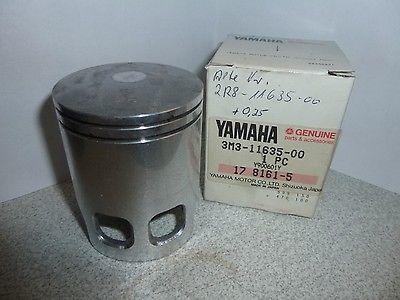 Alte Nr.
2R8-11635-00
+0,25
YAMAHA
GENUINE
parts & accessories
3M3-11635-00
1 PC
Y900601Y
17 8161-5
YAMAHA MOTOR CO., LTD. Shizuoka Japan